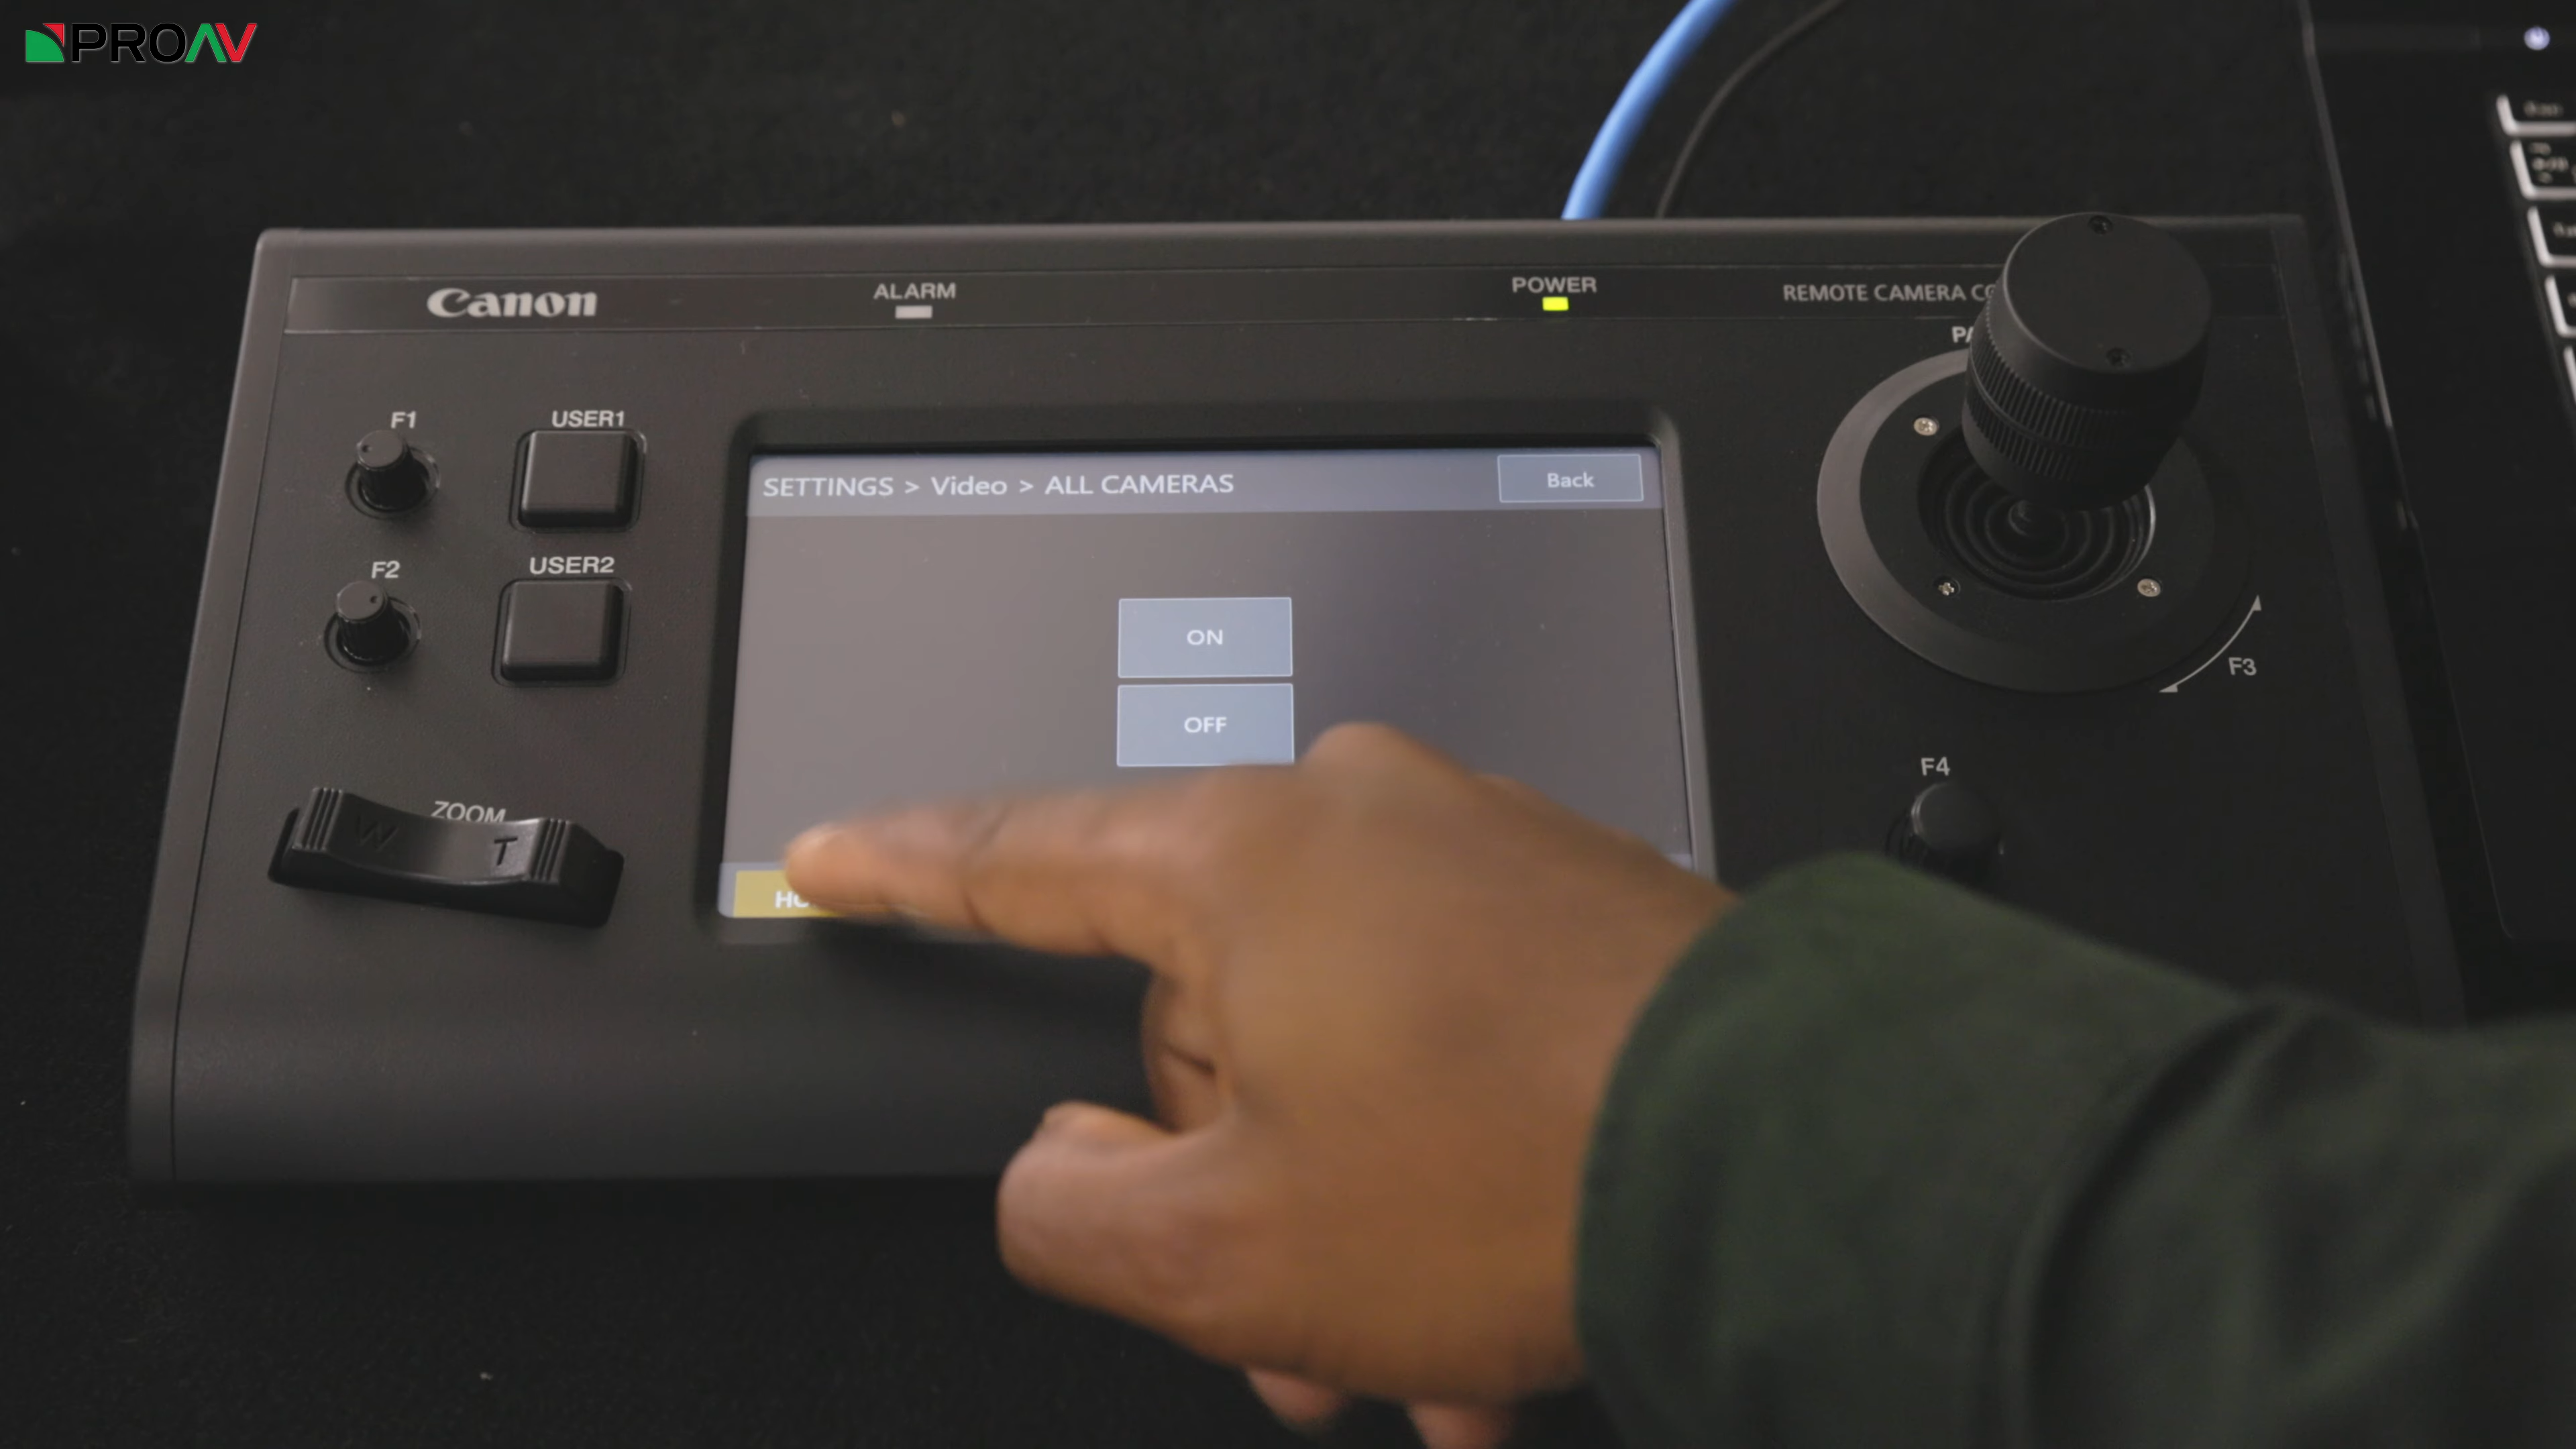 PROAV
Canon
ALARM
POWER
REMOTE CAMERA
F1
USER1
F2
USER2
ZOOM
W
T
SETTINGS > Video > ALL CAMERAS
Back
ON
OFF
F3
F4